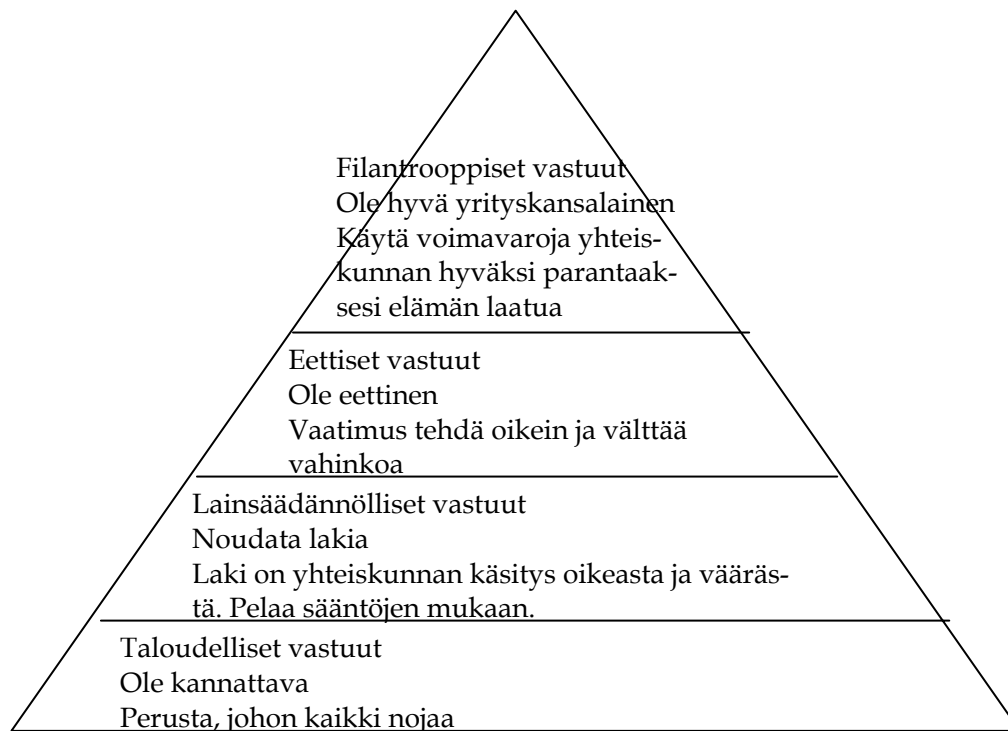 Filantrooppiset vastuut
Ole hyvä yrityskansalainen
Käytä voimavaroja yhteis-
kunnan hyväksi parantaak-
sesi elämän laatua
Eettiset vastuut
Ole eettinen
Vaatimus tehdä oikein ja välttää
vahinkoa
Lainsäädännölliset vastuut
Noudata lakia
Laki on yhteiskunnan käsitys oikeasta ja vääräs-
tä. Pelaa sääntöjen mukaan.
Taloudelliset vastuut
Ole kannattava
Perusta, johon kaikki nojaa